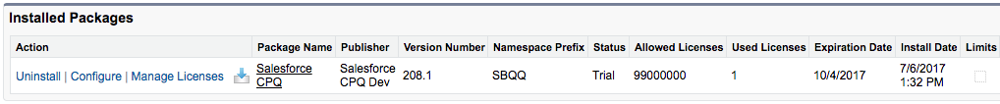 Installed Packages
Action Package Name Publisher Version Number Namespace Prefix Status Allowed Licenses Used Licenses Expiration Date Install Date Limits
Uninstall | Configure | Manage Licenses Salesforce CPQ Salesforce CPQ Dev 208.1 SBQQ Trial 99000000 1 10/4/2017 7/6/2017 1:32 PM